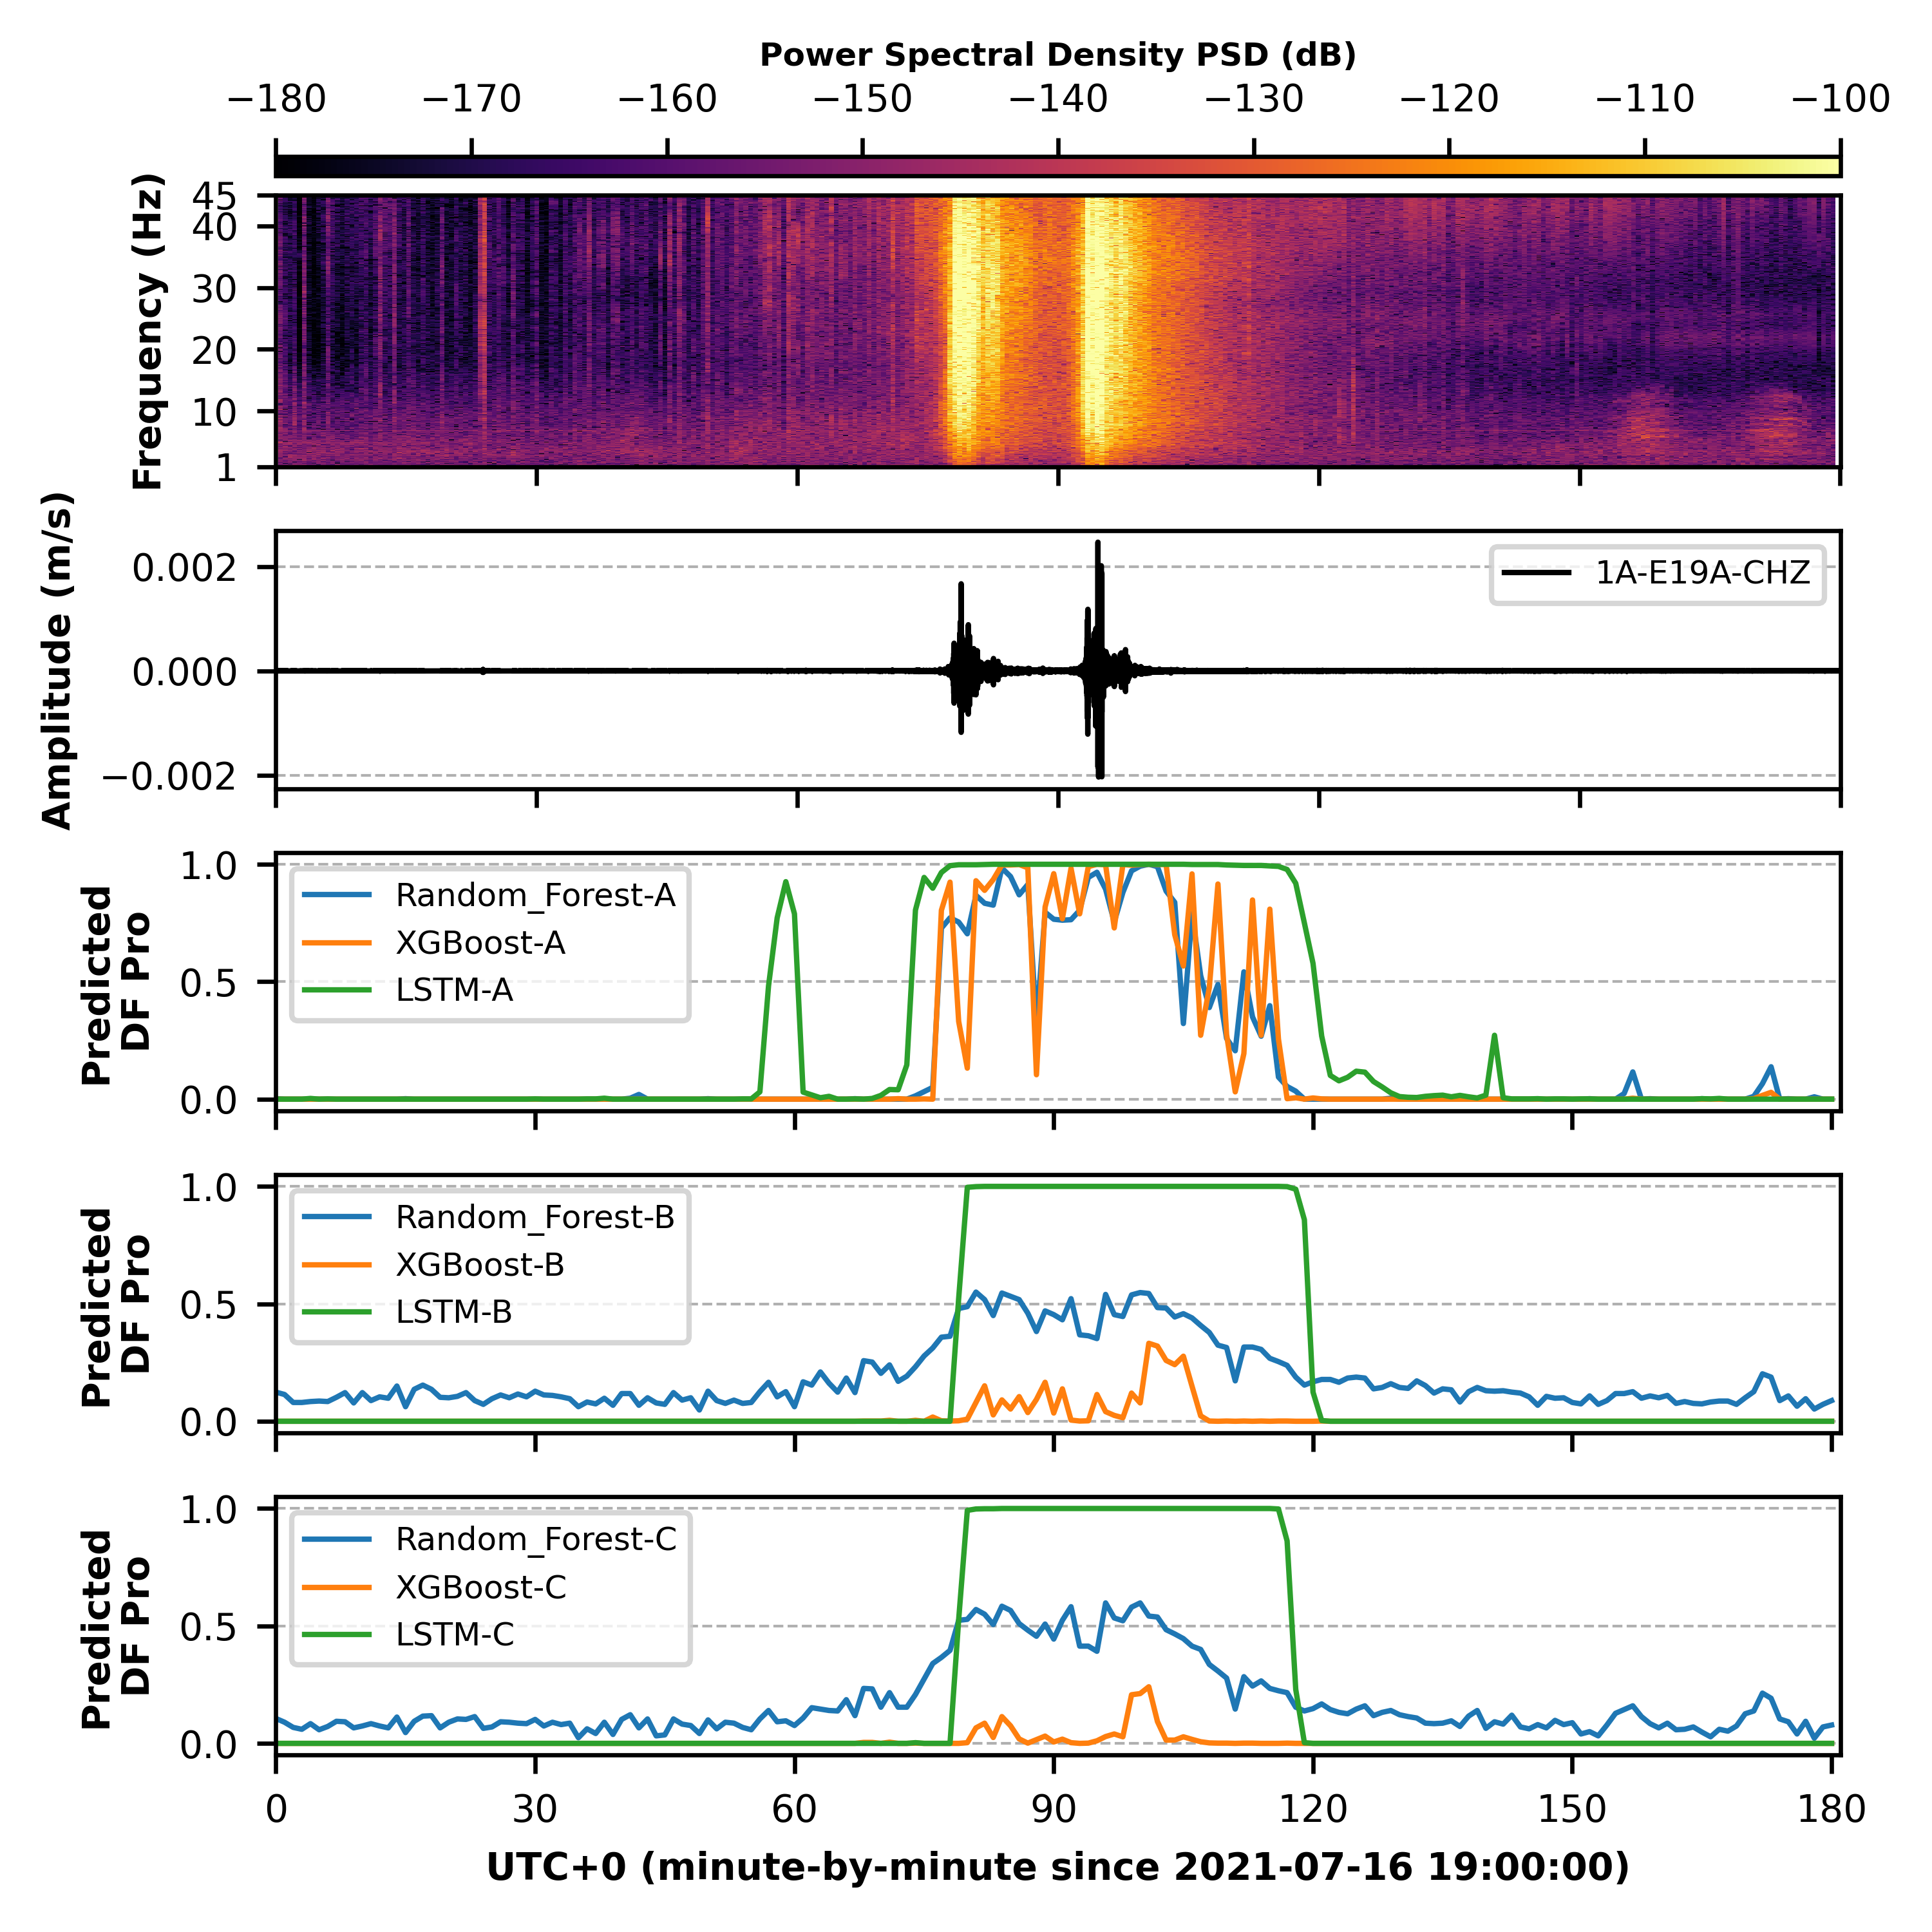 Power Spectral Density PSD (dB)
−180 −170 −160 −150 −140 −130 −120 −110 −100
Frequency (Hz)
45
40
30
20
10
1
Amplitude (m/s)
0.002
0.000
−0.002
1A-E19A-CHZ
Predicted
DF Pro
1.0
0.5
0.0
Random_Forest-A
XGBoost-A
LSTM-A
Predicted
DF Pro
1.0
0.5
0.0
Random_Forest-B
XGBoost-B
LSTM-B
Predicted
DF Pro
1.0
0.5
0.0
Random_Forest-C
XGBoost-C
LSTM-C
0 30 60 90 120 150 180
UTC+0 (minute-by-minute since 2021-07-16 19:00:00)